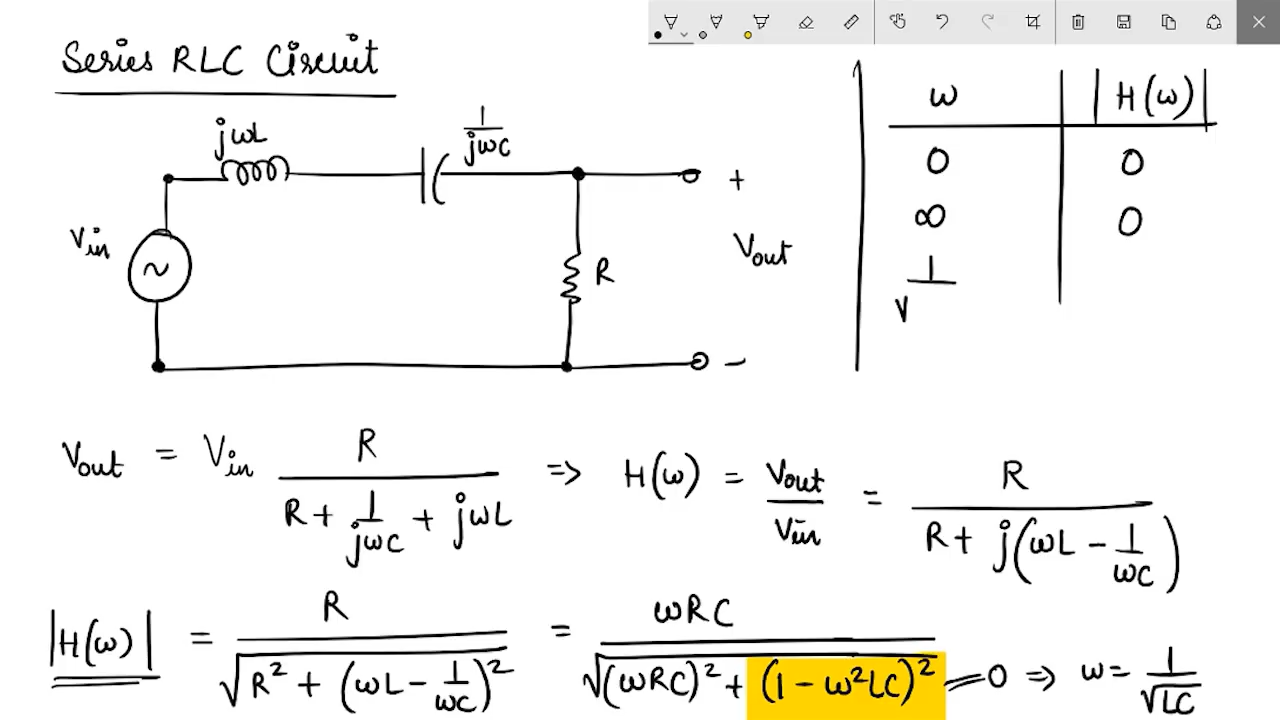 Series RLC Circuit
jωL
1/jωC
Vin
~
R
+
Vout
−
ω |H(ω)|
0 0
∞ 0
1/√
Vout = Vin R/(R + 1/jωC + jωL) => H(ω) = Vout/Vin = R/(R + j(ωL − 1/ωC))
|H(ω)| = R/√(R² + (ωL − 1/ωC)²) = ωRC/√((ωRC)² + (1 − ω²LC)²) = 0 => ω = 1/√LC